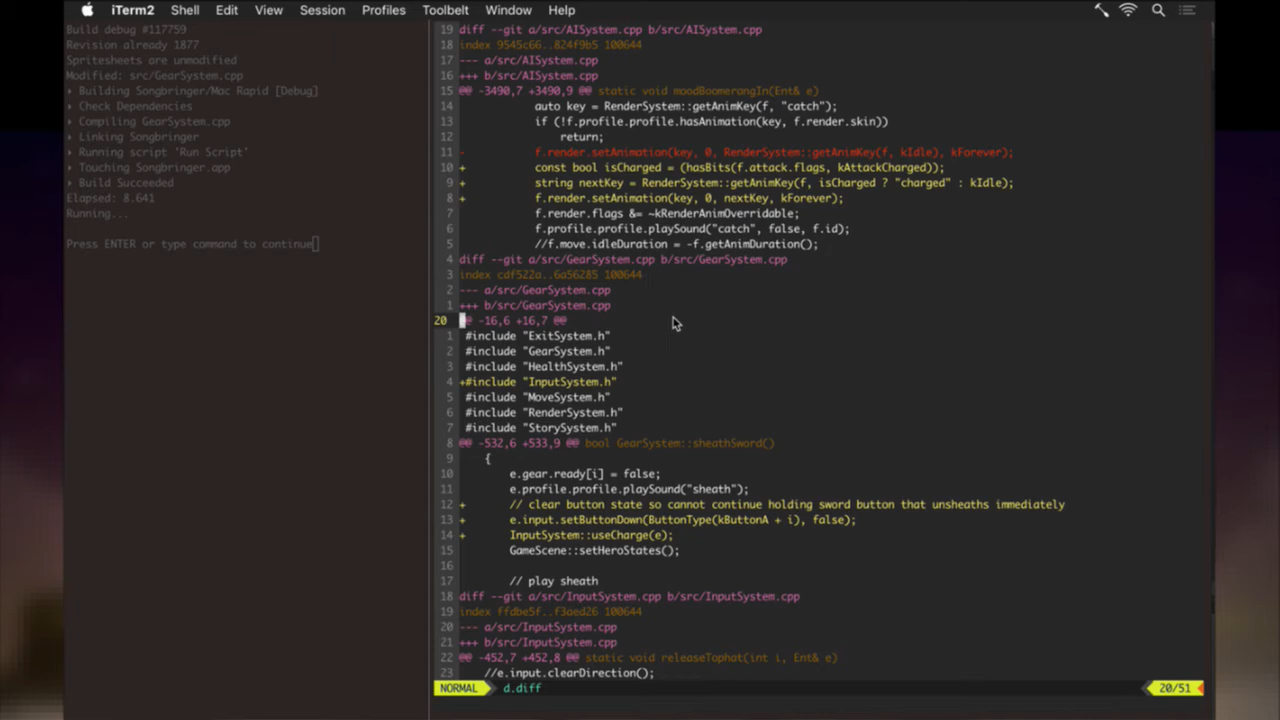 iTerm2 Shell Edit View Session Profiles Toolbelt Window Help
Build debug #117759
Revision already 1877
Spritesheets are unmodified
Modified: src/GearSystem.cpp
▸ Building Songbringer/Mac Rapid [Debug]
▸ Check Dependencies
▸ Compiling GearSystem.cpp
▸ Linking Songbringer
▸ Running script 'Run Script'
▸ Touching Songbringer.app
▸ Build Succeeded
Elapsed: 8.641
Running...
Press ENTER or type command to continue
19 diff --git a/src/AISystem.cpp b/src/AISystem.cpp
18 index 9545c66..824f9b5 100644
17 --- a/src/AISystem.cpp
16 +++ b/src/AISystem.cpp
15 @@ -3490,7 +3490,9 @@ static void moodBoomerangIn(Ent& e)
14 auto key = RenderSystem::getAnimKey(f, "catch");
13 if (!f.profile.profile.hasAnimation(key, f.render.skin))
12 return;
11 - f.render.setAnimation(key, 0, RenderSystem::getAnimKey(f, kIdle), kForever);
10 + const bool isCharged = (hasBits(f.attack.flags, kAttackCharged));
9 + string nextKey = RenderSystem::getAnimKey(f, isCharged ? "charged" : kIdle);
8 + f.render.setAnimation(key, 0, nextKey, kForever);
7 f.render.flags &= ~kRenderAnimOverridable;
6 f.profile.profile.playSound("catch", false, f.id);
5 //f.move.idleDuration = -f.getAnimDuration();
4 diff --git a/src/GearSystem.cpp b/src/GearSystem.cpp
3 index cdf522a..6a56285 100644
2 --- a/src/GearSystem.cpp
1 +++ b/src/GearSystem.cpp
20 @@ -16,6 +16,7 @@
1 #include "ExitSystem.h"
2 #include "GearSystem.h"
3 #include "HealthSystem.h"
4 +#include "InputSystem.h"
5 #include "MoveSystem.h"
6 #include "RenderSystem.h"
7 #include "StorySystem.h"
8 @@ -532,6 +533,9 @@ bool GearSystem::sheathSword()
9 {
10 e.gear.ready[i] = false;
11 e.profile.profile.playSound("sheath");
12 + // clear button state so cannot continue holding sword button that unsheaths immediately
13 + e.input.setButtonDown(ButtonType(kButtonA + i), false);
14 + InputSystem::useCharge(e);
15 GameScene::setHeroStates();
16
17 // play sheath
18 diff --git a/src/InputSystem.cpp b/src/InputSystem.cpp
19 index ffdbe5f..f3aed26 100644
20 --- a/src/InputSystem.cpp
21 +++ b/src/InputSystem.cpp
22 @@ -452,7 +452,8 @@ static void releaseTophat(int i, Ent& e)
23 //e.input.clearDirection();
NORMAL d.diff 20/51